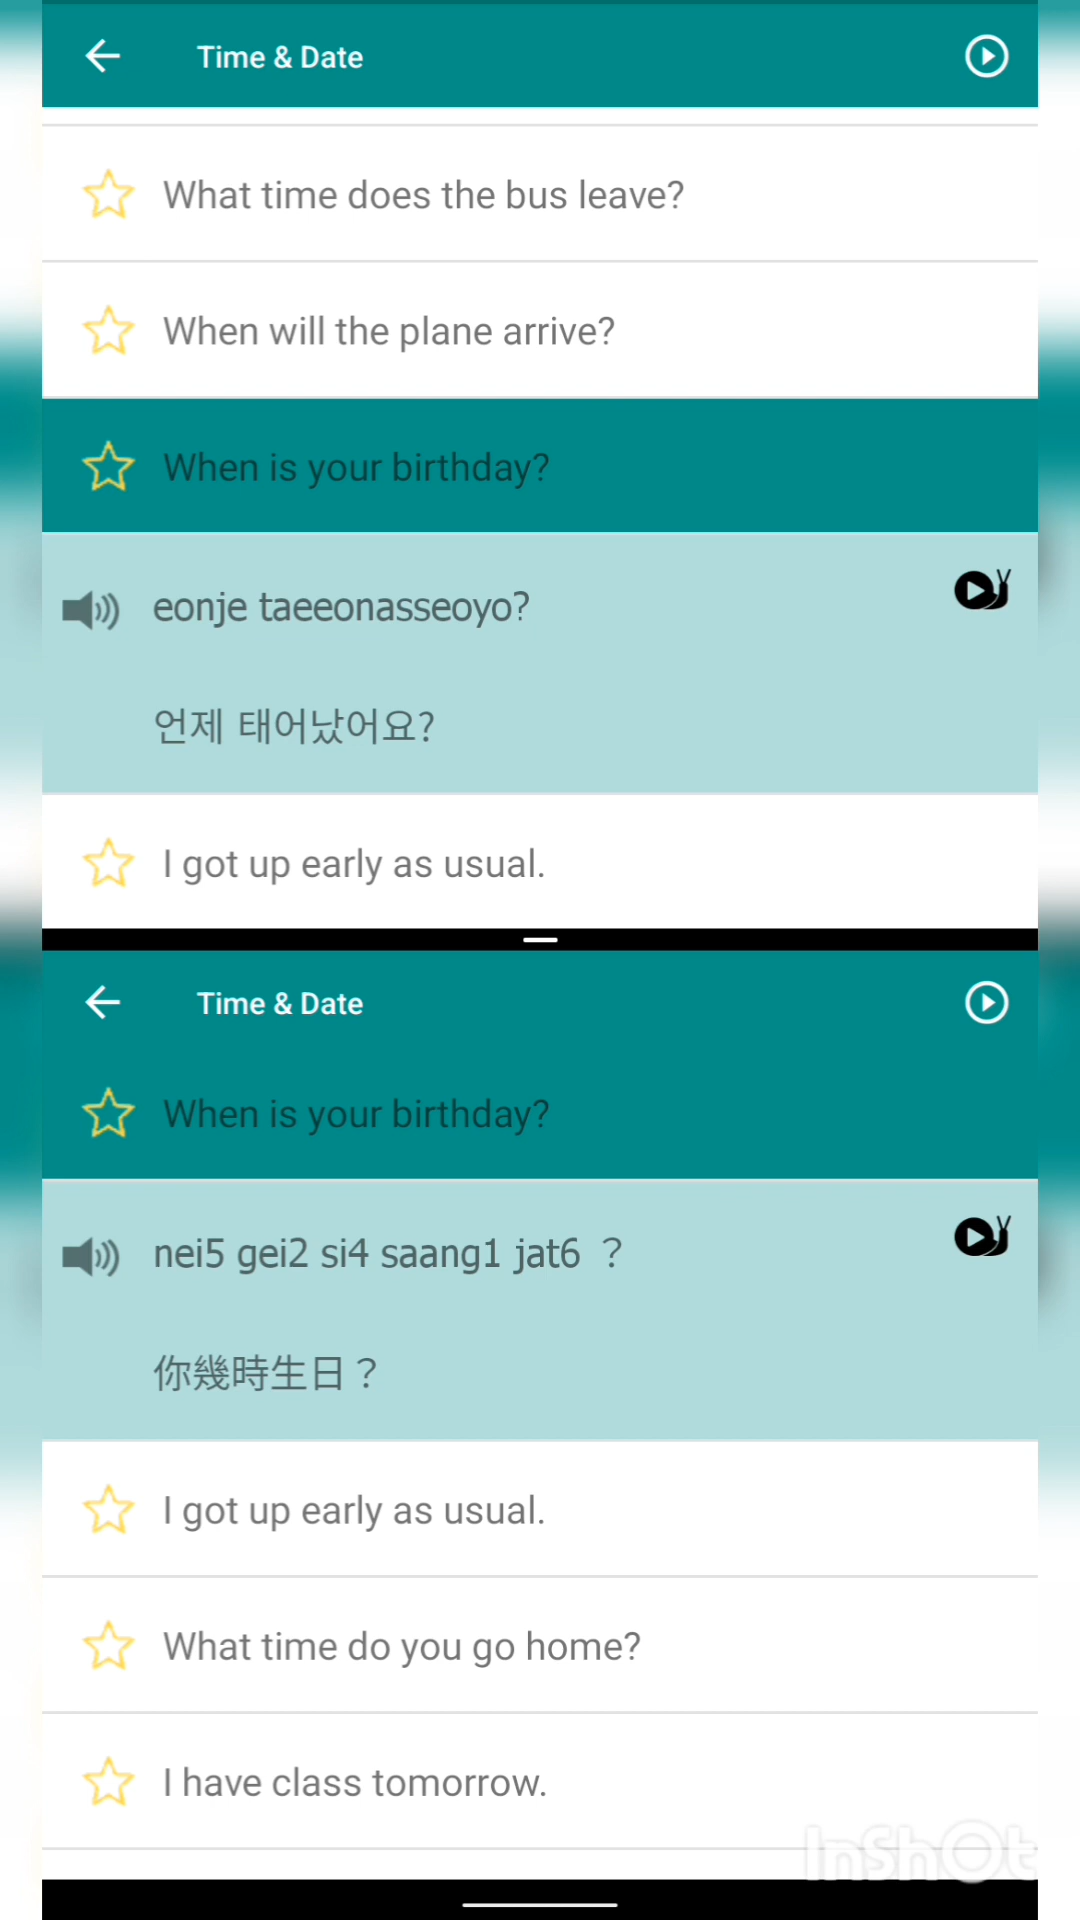 Time & Date
What time does the bus leave?
When will the plane arrive?
When is your birthday?
eonje taeeonasseoyo?
언제 태어났어요?
I got up early as usual.
Time & Date
When is your birthday?
nei5 gei2 si4 saang1 jat6 ？
你幾時生日？
I got up early as usual.
What time do you go home?
I have class tomorrow.
InShOt